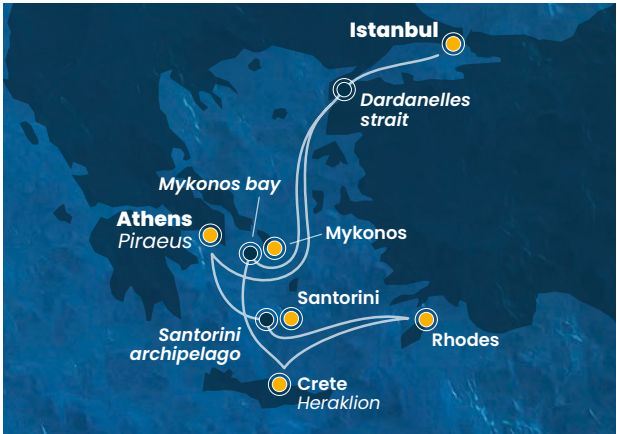 Istanbul
Dardanelles
strait
Mykonos bay
Athens
Piraeus
Mykonos
Santorini
Santorini
archipelago
Rhodes
Crete
Heraklion